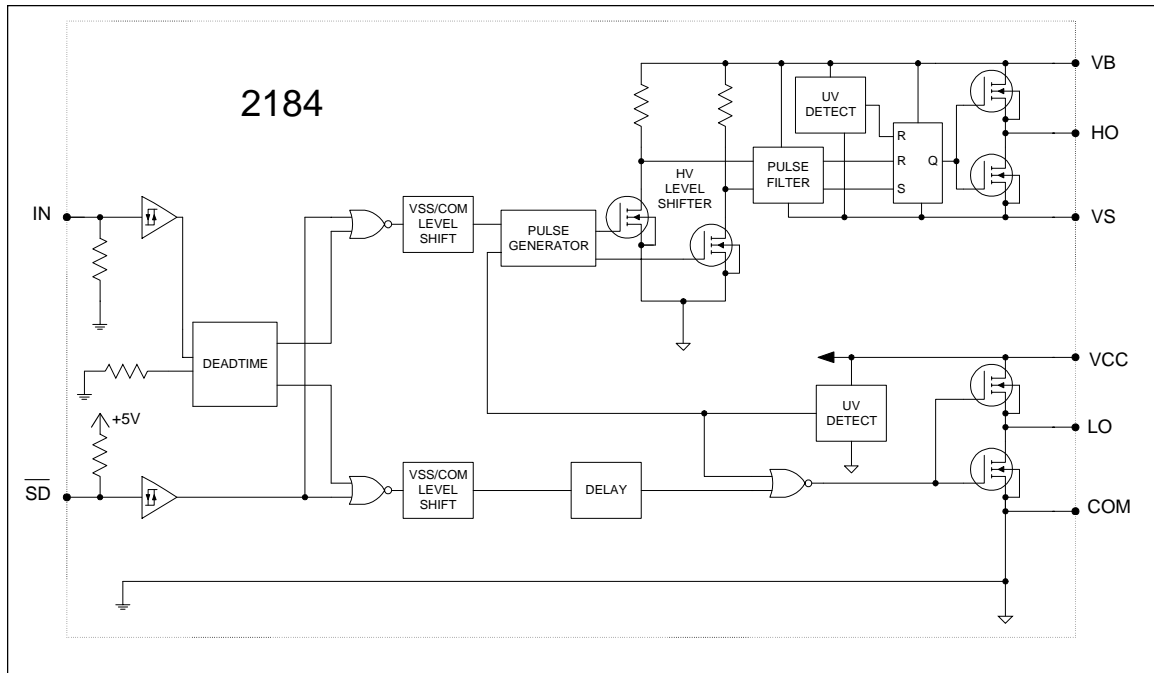 2184
VB
UV
DETECT
HO
R
R
Q
S
PULSE
FILTER
HV
LEVEL
SHIFTER
IN
VSS/COM
LEVEL
SHIFT
PULSE
GENERATOR
VS
DEADTIME
VCC
+5V
UV
DETECT
LO
SD
VSS/COM
LEVEL
SHIFT
DELAY
COM